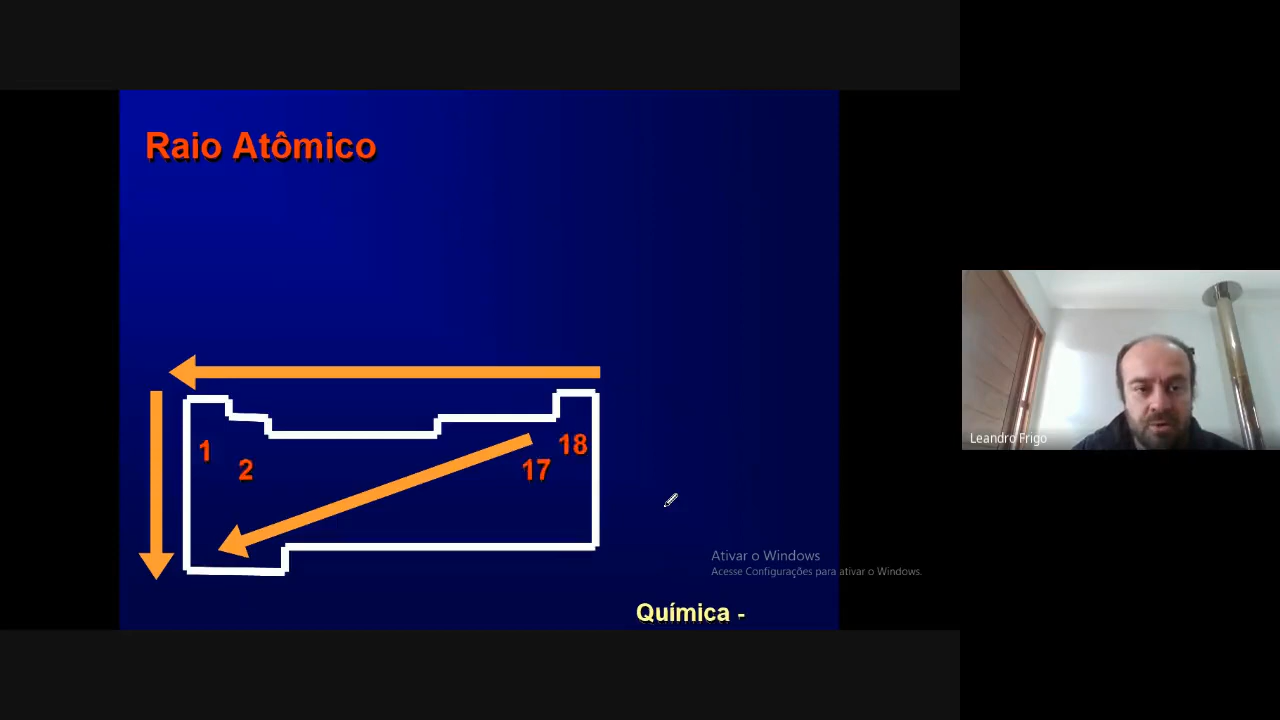 Raio Atômico
1
2
17
18
Leandro Frigo
Ativar o Windows
Acesse Configurações para ativar o Windows.
Química -